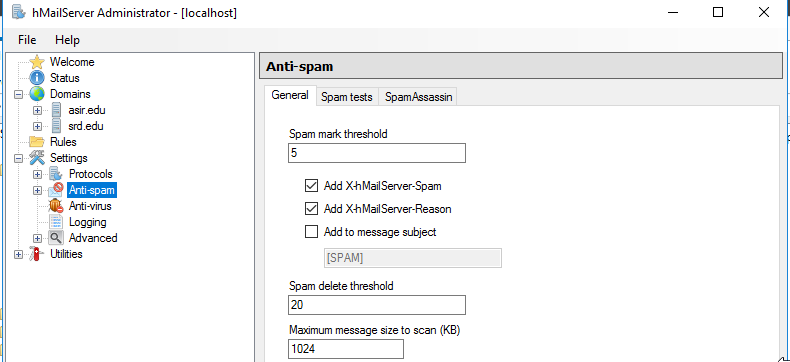 hMailServer Administrator - [localhost]
File Help
Welcome
Status
Domains
asir.edu
srd.edu
Rules
Settings
Protocols
Anti-spam
Anti-virus
Logging
Advanced
Utilities
Anti-spam
General Spam tests SpamAssassin
Spam mark threshold
5
Add X-hMailServer-Spam
Add X-hMailServer-Reason
Add to message subject
[SPAM]
Spam delete threshold
20
Maximum message size to scan (KB)
1024